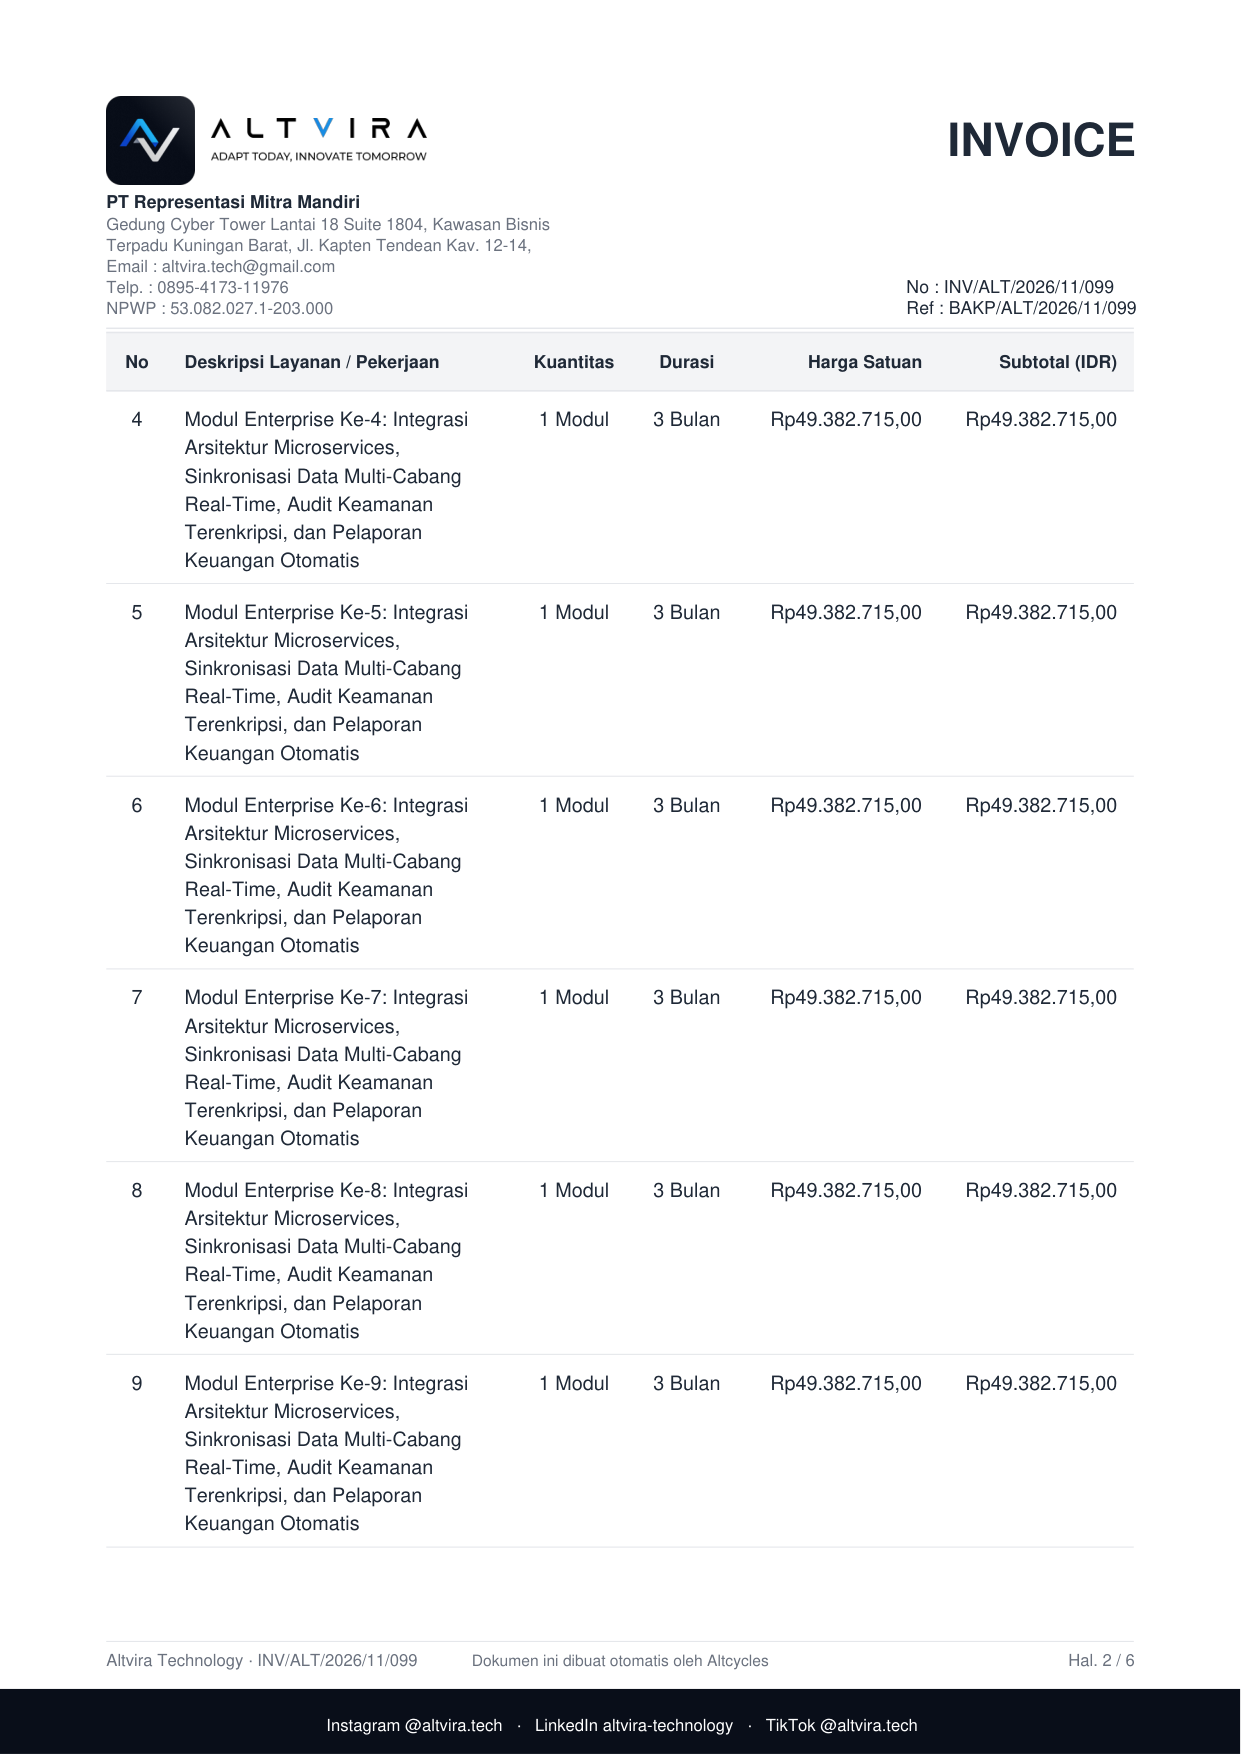 ALTVIRA
ADAPT TODAY, INNOVATE TOMORROW
INVOICE
PT Representasi Mitra Mandiri
Gedung Cyber Tower Lantai 18 Suite 1804, Kawasan Bisnis
Terpadu Kuningan Barat, Jl. Kapten Tendean Kav. 12-14,
Email : altvira.tech@gmail.com
Telp. : 0895-4173-11976
NPWP : 53.082.027.1-203.000
No : INV/ALT/2026/11/099
Ref : BAKP/ALT/2026/11/099
No Deskripsi Layanan / Pekerjaan Kuantitas Durasi Harga Satuan Subtotal (IDR)
4 Modul Enterprise Ke-4: Integrasi 1 Modul 3 Bulan Rp49.382.715,00 Rp49.382.715,00
Arsitektur Microservices,
Sinkronisasi Data Multi-Cabang
Real-Time, Audit Keamanan
Terenkripsi, dan Pelaporan
Keuangan Otomatis
5 Modul Enterprise Ke-5: Integrasi 1 Modul 3 Bulan Rp49.382.715,00 Rp49.382.715,00
Arsitektur Microservices,
Sinkronisasi Data Multi-Cabang
Real-Time, Audit Keamanan
Terenkripsi, dan Pelaporan
Keuangan Otomatis
6 Modul Enterprise Ke-6: Integrasi 1 Modul 3 Bulan Rp49.382.715,00 Rp49.382.715,00
Arsitektur Microservices,
Sinkronisasi Data Multi-Cabang
Real-Time, Audit Keamanan
Terenkripsi, dan Pelaporan
Keuangan Otomatis
7 Modul Enterprise Ke-7: Integrasi 1 Modul 3 Bulan Rp49.382.715,00 Rp49.382.715,00
Arsitektur Microservices,
Sinkronisasi Data Multi-Cabang
Real-Time, Audit Keamanan
Terenkripsi, dan Pelaporan
Keuangan Otomatis
8 Modul Enterprise Ke-8: Integrasi 1 Modul 3 Bulan Rp49.382.715,00 Rp49.382.715,00
Arsitektur Microservices,
Sinkronisasi Data Multi-Cabang
Real-Time, Audit Keamanan
Terenkripsi, dan Pelaporan
Keuangan Otomatis
9 Modul Enterprise Ke-9: Integrasi 1 Modul 3 Bulan Rp49.382.715,00 Rp49.382.715,00
Arsitektur Microservices,
Sinkronisasi Data Multi-Cabang
Real-Time, Audit Keamanan
Terenkripsi, dan Pelaporan
Keuangan Otomatis
Altvira Technology · INV/ALT/2026/11/099 Dokumen ini dibuat otomatis oleh Altcycles Hal. 2 / 6
Instagram @altvira.tech · LinkedIn altvira-technology · TikTok @altvira.tech